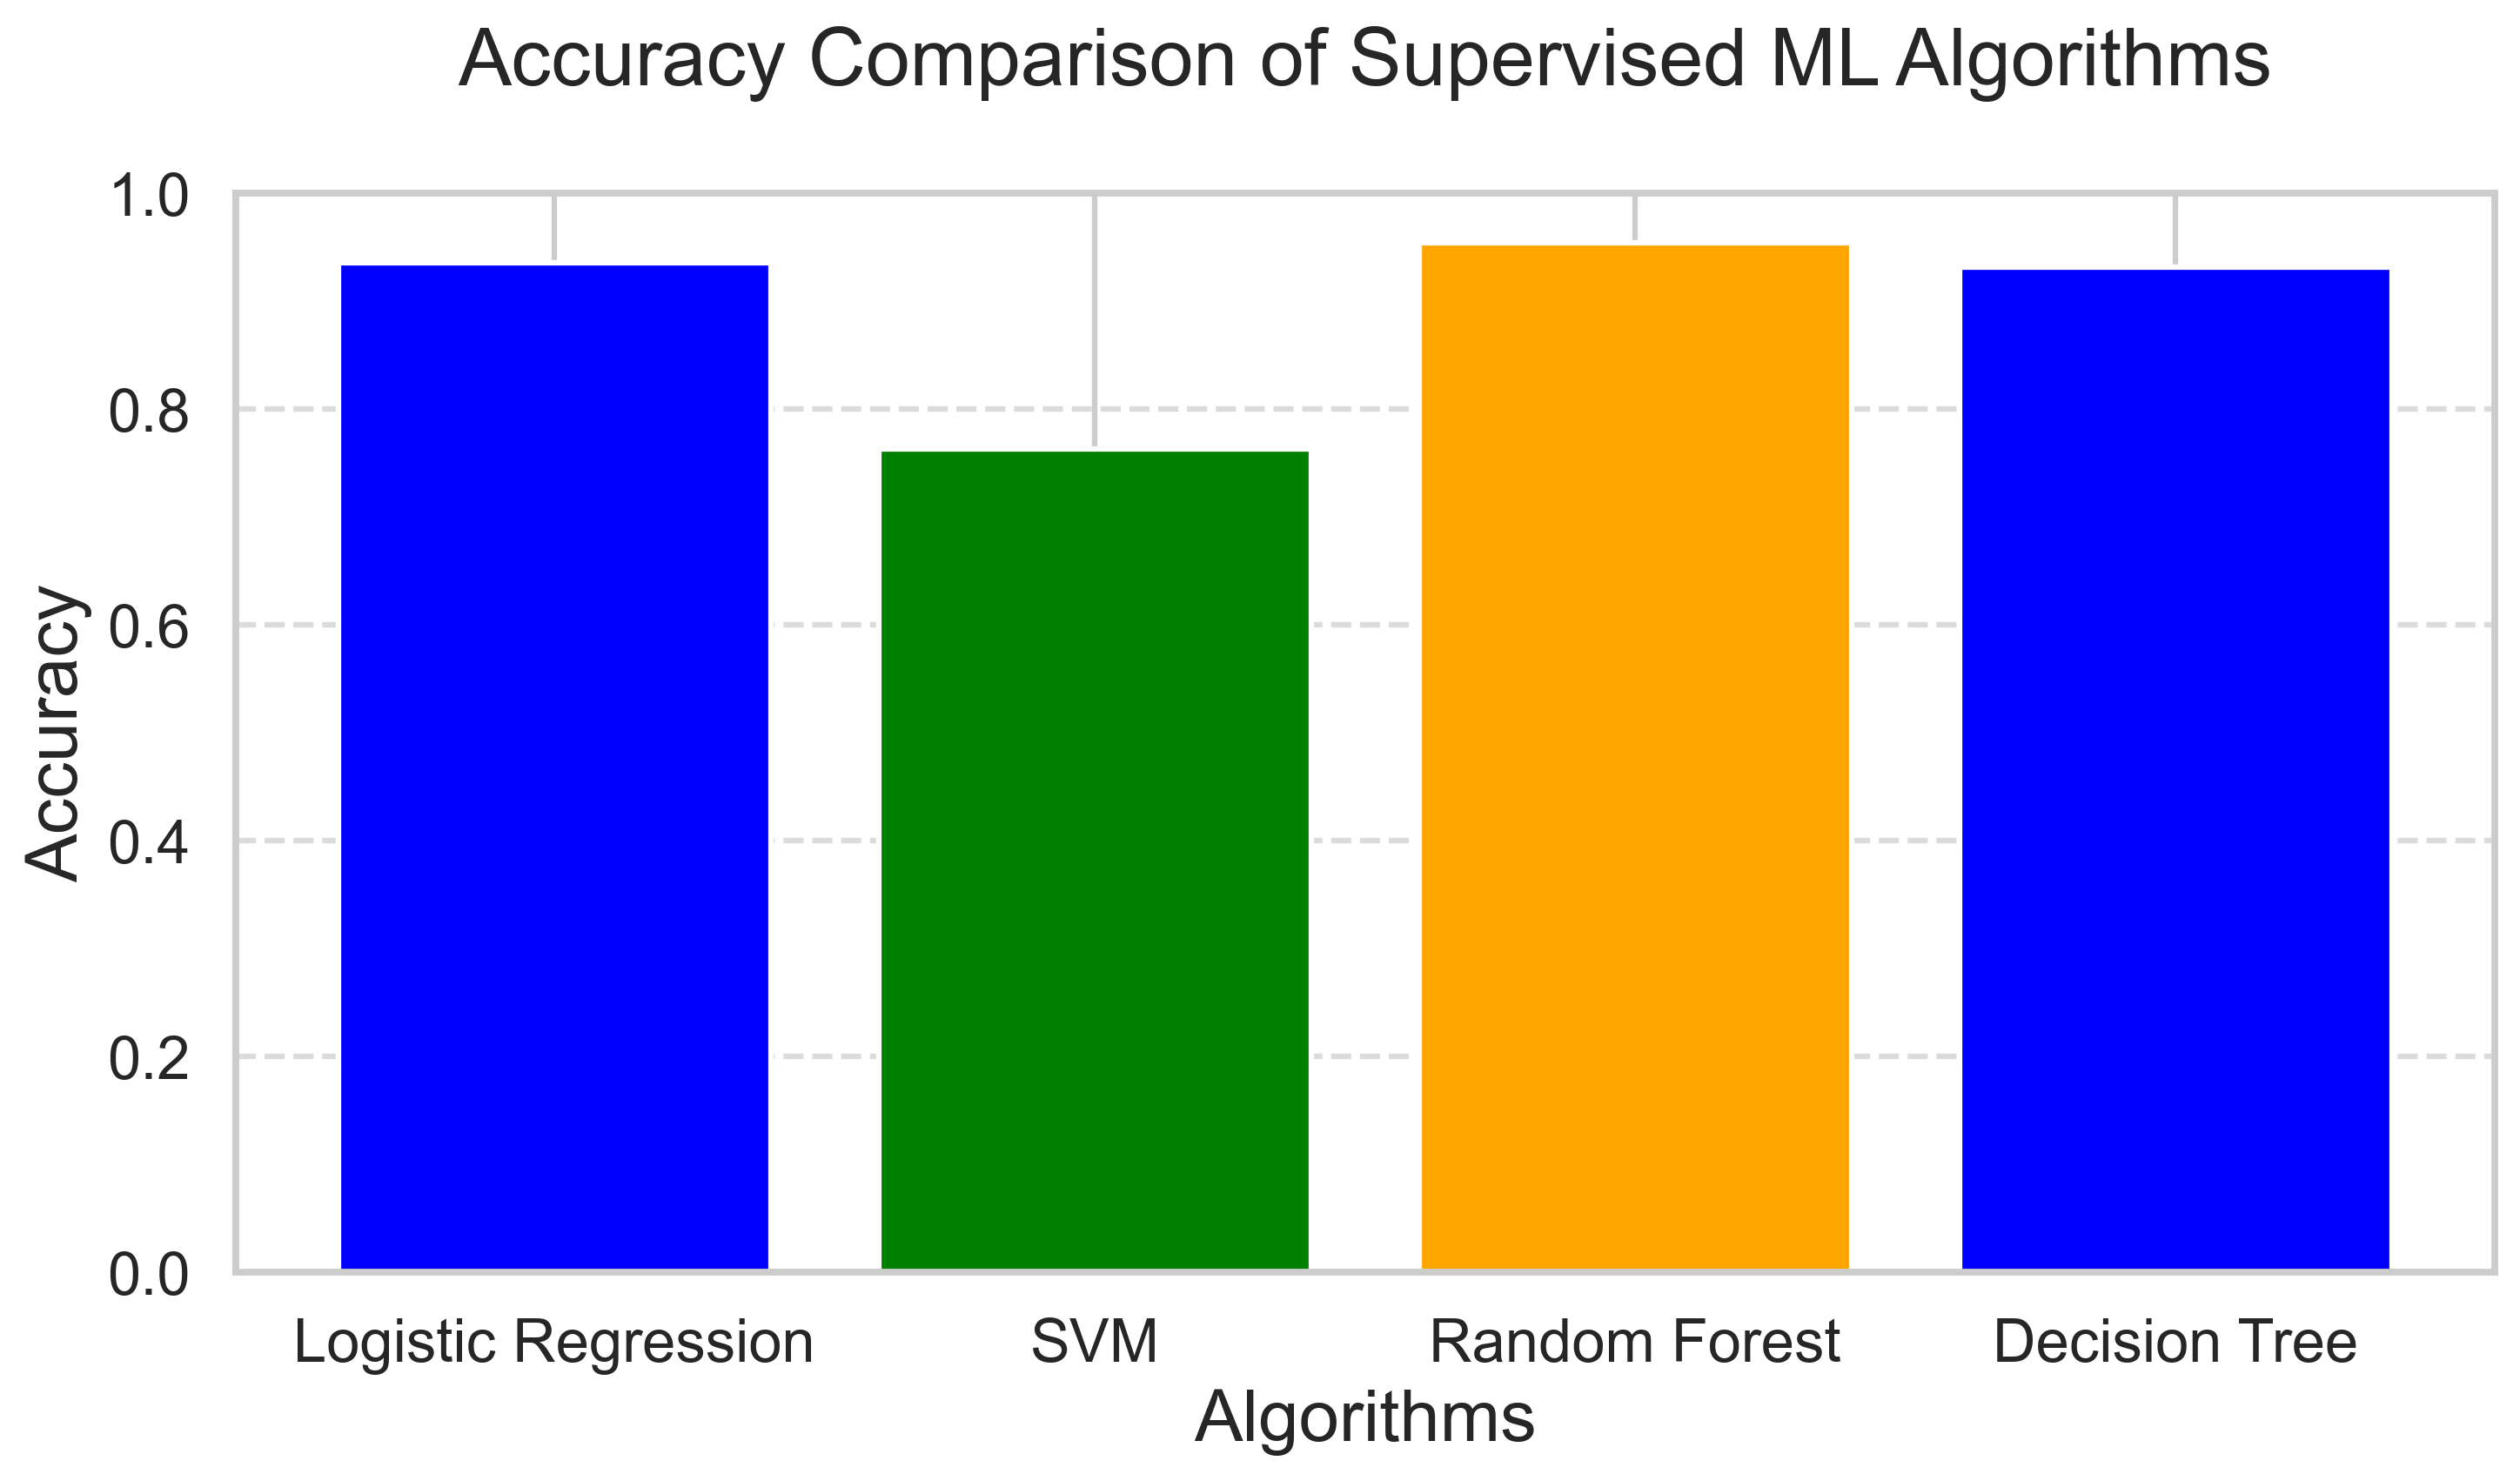 Accuracy Comparison of Supervised ML Algorithms
1.0
0.8
0.6
0.4
0.2
0.0
Accuracy
Logistic Regression SVM Random Forest Decision Tree
Algorithms